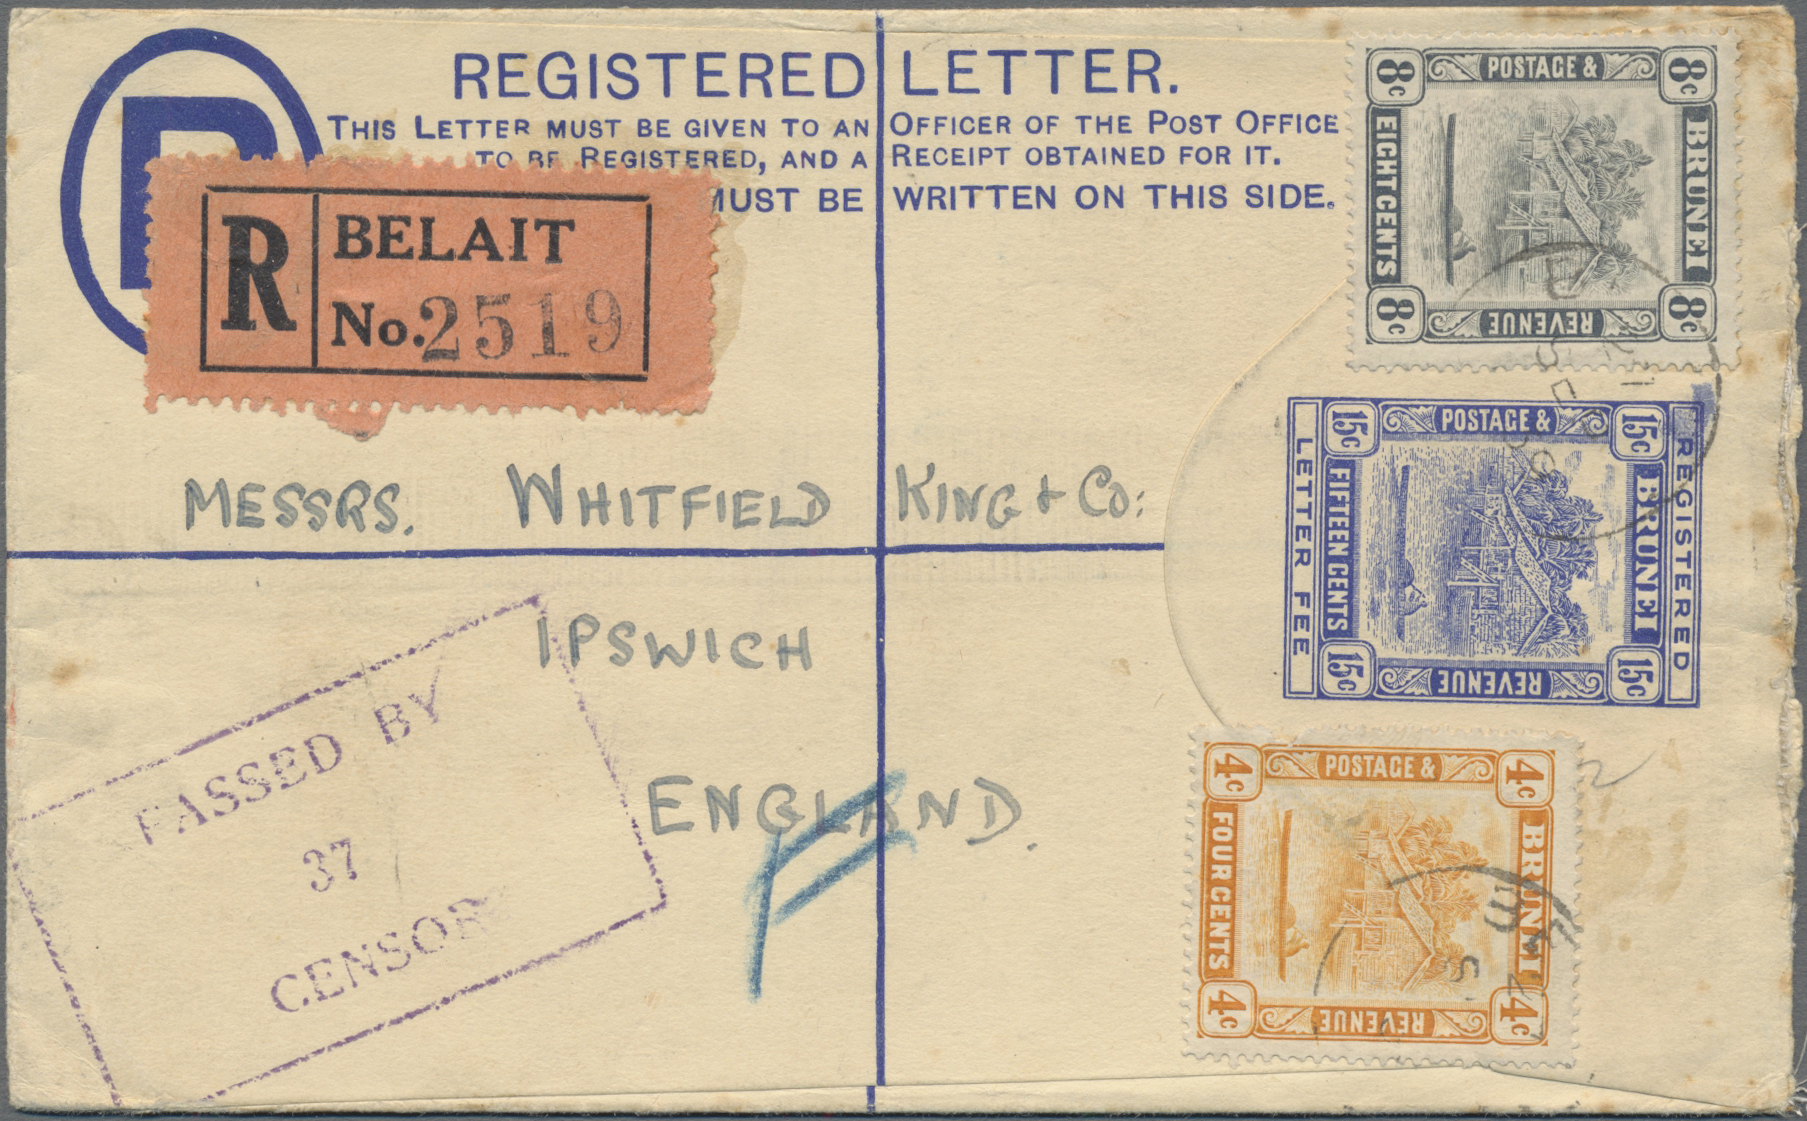 REGISTERED LETTER.
THIS LETTER MUST BE GIVEN TO AN OFFICER OF THE POST OFFICE
TO BE REGISTERED, AND A RECEIPT OBTAINED FOR IT.
MUST BE WRITTEN ON THIS SIDE.
R BELAIT
No. 2519
MESSRS. WHITFIELD KING & CO:
IPSWICH
ENGLAND.
PASSED BY
37
CENSOR
8c POSTAGE & 8c
EIGHT CENTS
BRUNEI
8c REVENUE 8c
REGISTERED
LETTER FEE
15c POSTAGE & 15c
FIFTEEN CENTS
BRUNEI
15c REVENUE 15c
4c POSTAGE & 4c
FOUR CENTS
BRUNEI
4c REVENUE 4c